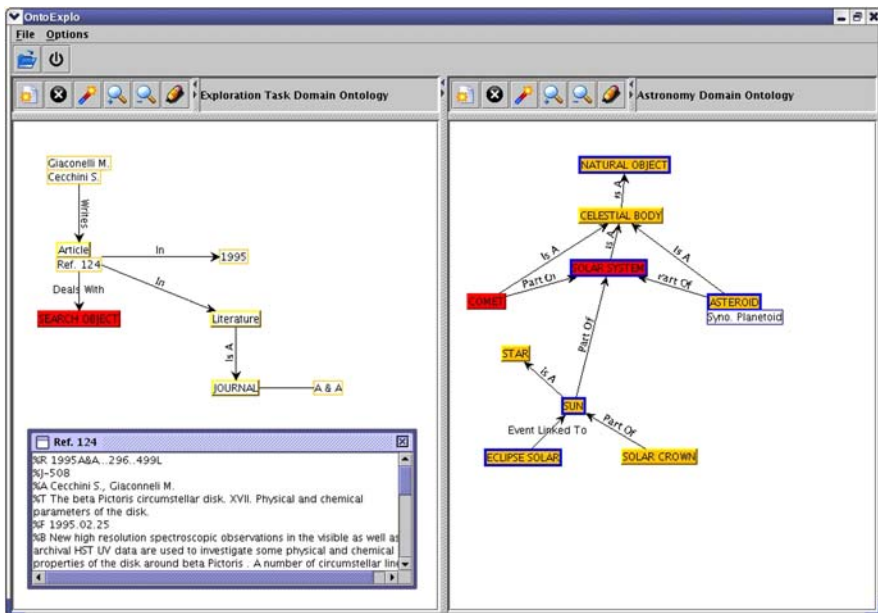 OntoExplo
File Options
Exploration Task Domain Ontology
Giaconelli M.
Cecchini S.
Writes
Article
Ref. 124
In
1995
In
Deals With
SEARCH OBJECT
Literature
Is A
JOURNAL
A & A
Ref. 124
%R 1995A&A...296..499L
%J-508
%A Cecchini S., Giaconneli M.
%T The beta Pictoris circumstellar disk. XVII. Physical and chemical
parameters of the disk.
%F 1995.02.25
%B New high resolution spectroscopic observations in the visible as well as
archival HST UV data are used to investigate some physical and chemical
properties of the disk around beta Pictoris . A number of circumstellar line
Astronomy Domain Ontology
NATURAL OBJECT
Is A
CELESTIAL BODY
Is A
Is A
Is A
SOLAR SYSTEM
Part Of
Part Of
COMET
ASTEROID
Syno. Planetoid
Part Of
STAR
Is A
SUN
Event Linked To
Part Of
ECLIPSE SOLAR
SOLAR CROWN